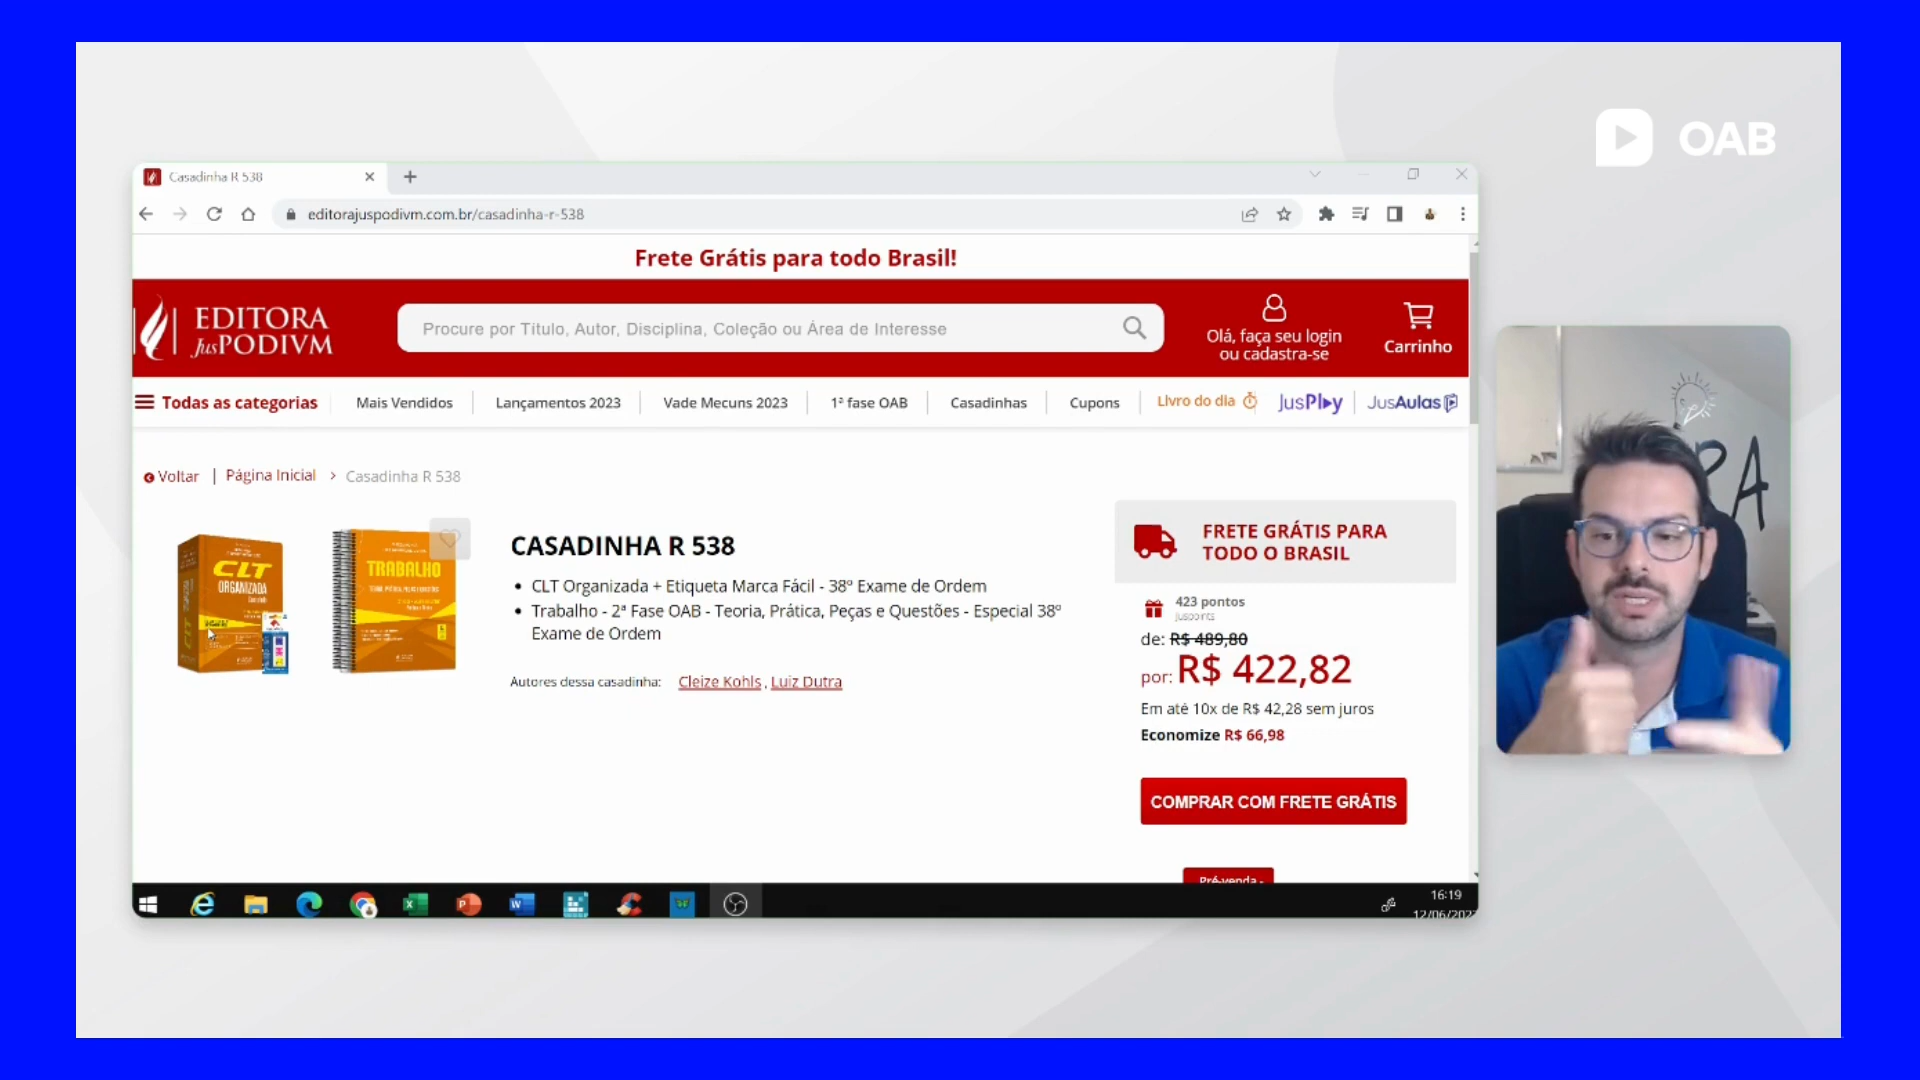 OAB
Casadinha R 538
editorajuspodivm.com.br/casadinha-r-538
Frete Grátis para todo Brasil!
EDITORA
JusPODIVM
Procure por Título, Autor, Disciplina, Coleção ou Área de Interesse
Olá, faça seu login
ou cadastra-se
Carrinho
Todas as categorias
Mais Vendidos
Lançamentos 2023
Vade Mecuns 2023
1ª fase OAB
Casadinhas
Cupons
Livro do dia
JusPlay
JusAulas
Voltar | Página Inicial > Casadinha R 538
CLT
ORGANIZADA
CLT
TRABALHO
CASADINHA R 538
• CLT Organizada + Etiqueta Marca Fácil - 38º Exame de Ordem
• Trabalho - 2ª Fase OAB - Teoria, Prática, Peças e Questões - Especial 38º
Exame de Ordem
Autores dessa casadinha: Cleize Kohls, Luiz Dutra
FRETE GRÁTIS PARA
TODO O BRASIL
423 pontos
juspoints
de: R$ 489,80
por: R$ 422,82
Em até 10x de R$ 42,28 sem juros
Economize R$ 66,98
COMPRAR COM FRETE GRÁTIS
Pré-venda -
16:19
12/06/202
PA